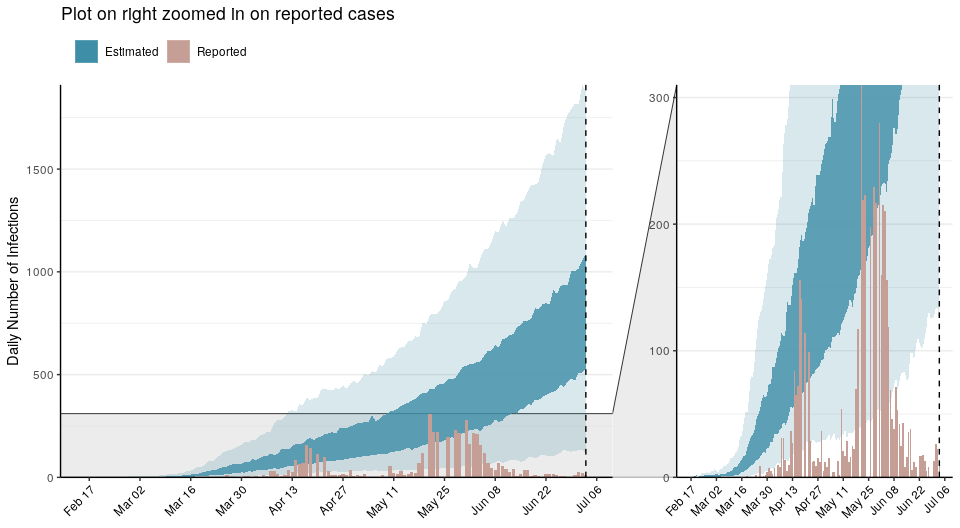 Plot on right zoomed in on reported cases
Estimated Reported
Daily Number of Infections
1500
1000
500
0
Feb 17 Mar 02 Mar 16 Mar 30 Apr 13 Apr 27 May 11 May 25 Jun 08 Jun 22 Jul 06
300
200
100
0
Feb 17 Mar 02 Mar 16 Mar 30 Apr 13 Apr 27 May 11 May 25 Jun 08 Jun 22 Jul 06